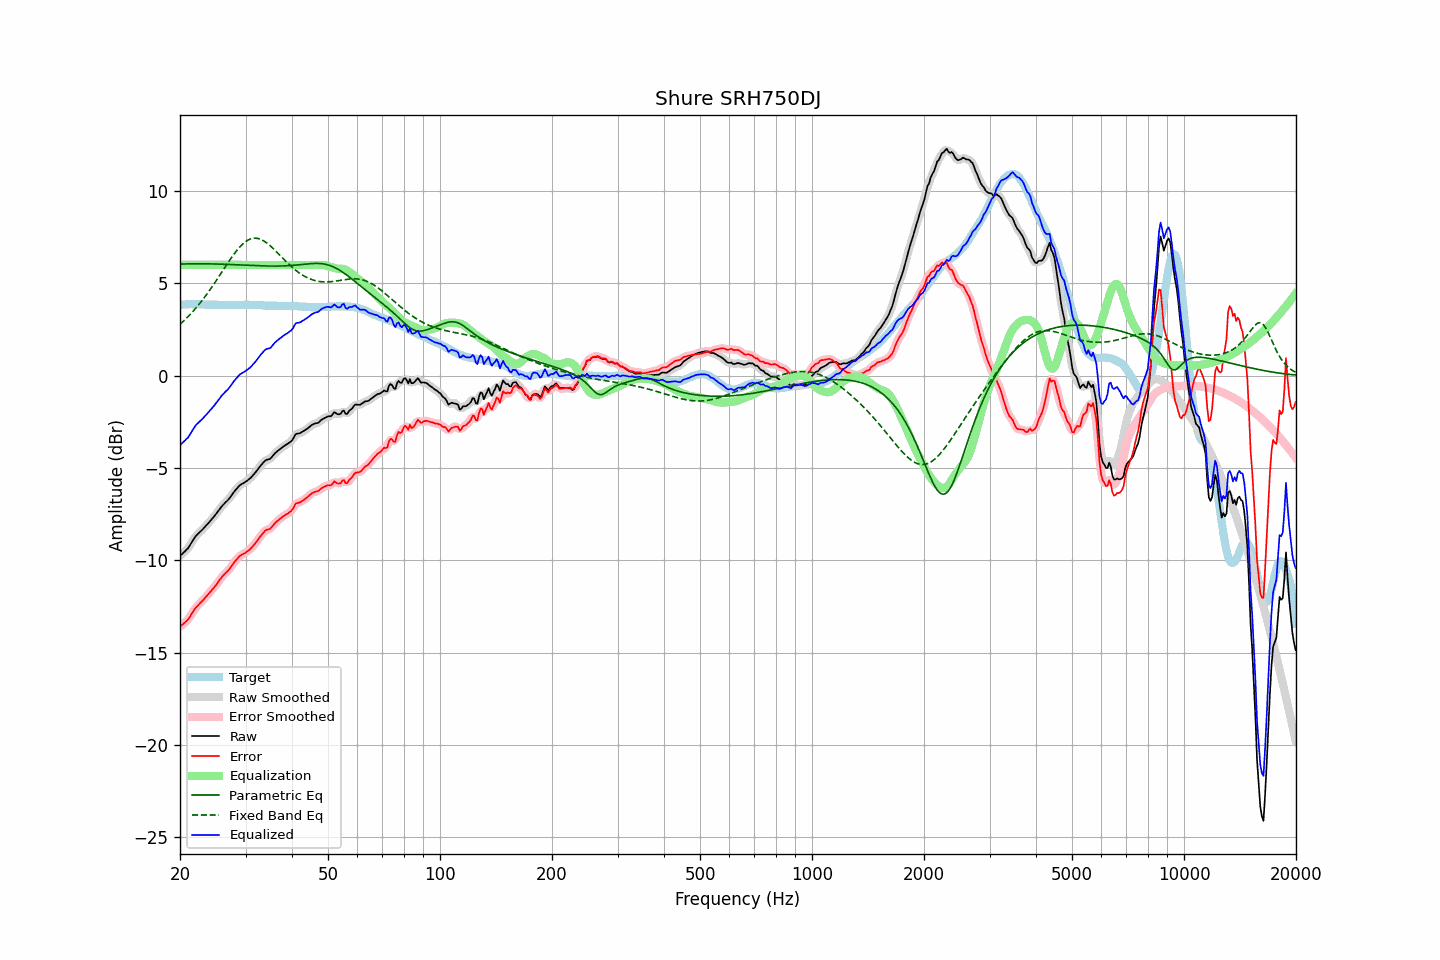 Shure SRH750DJ
Amplitude (dBr)
10
5
0
−5
−10
−15
−20
−25
Target
Raw Smoothed
Error Smoothed
Raw
Error
Equalization
Parametric Eq
Fixed Band Eq
Equalized
20 50 100 200 500 1000 2000 5000 10000 20000
Frequency (Hz)